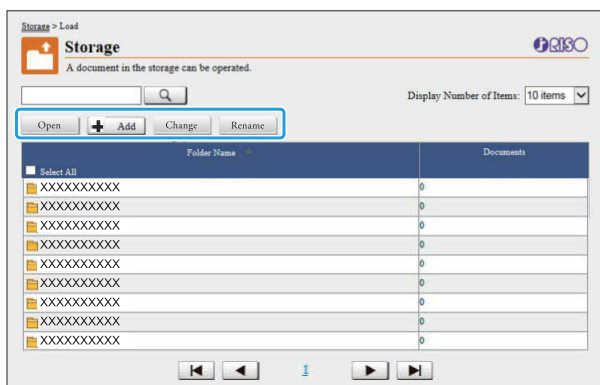 Storage > Load
Storage
RISO
A document in the storage can be operated.
Display Number of Items: 10 items
Open Add Change Rename
Folder Name Documents
Select All
XXXXXXXXXX 0
XXXXXXXXXX 0
XXXXXXXXXX 0
XXXXXXXXXX 0
XXXXXXXXXX 0
XXXXXXXXXX 0
XXXXXXXXXX 0
XXXXXXXXXX 0
XXXXXXXXXX 0
1